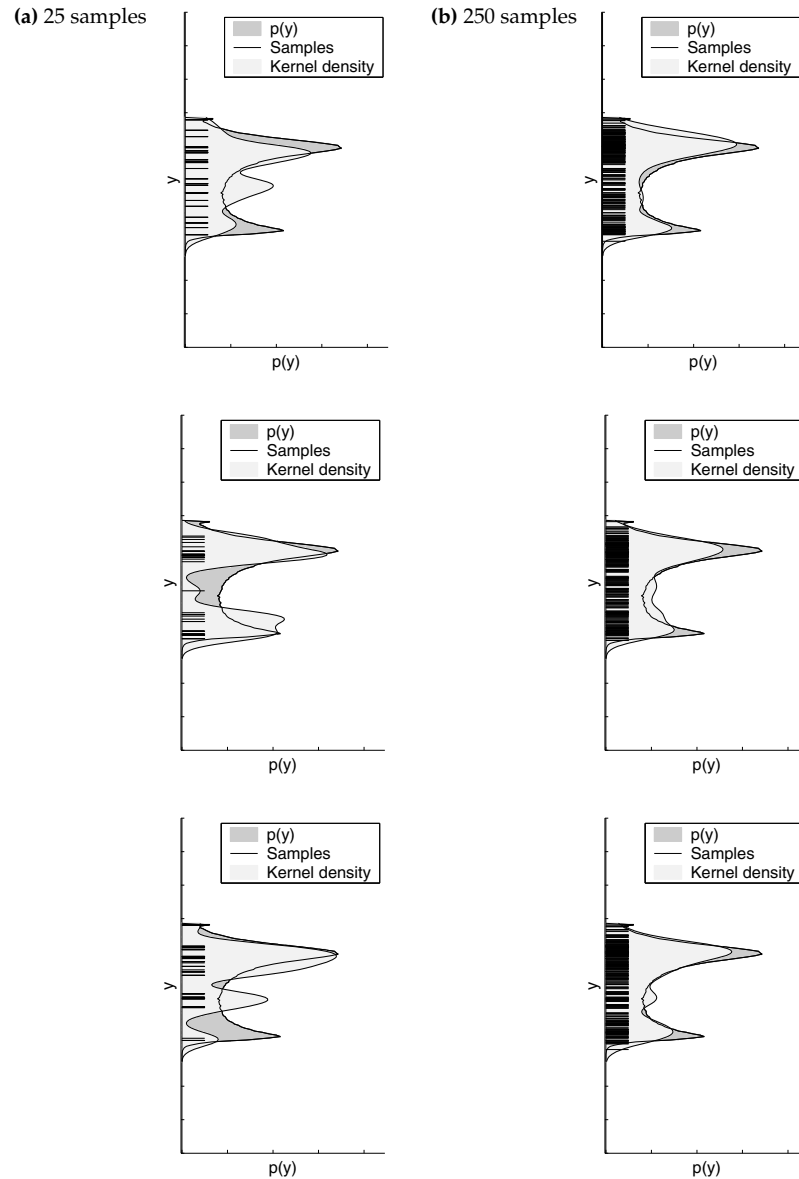 (a) 25 samples
p(y)
Samples
Kernel density
y
p(y)
(b) 250 samples
p(y)
Samples
Kernel density
y
p(y)
p(y)
Samples
Kernel density
y
p(y)
p(y)
Samples
Kernel density
y
p(y)
p(y)
Samples
Kernel density
y
p(y)
p(y)
Samples
Kernel density
y
p(y)